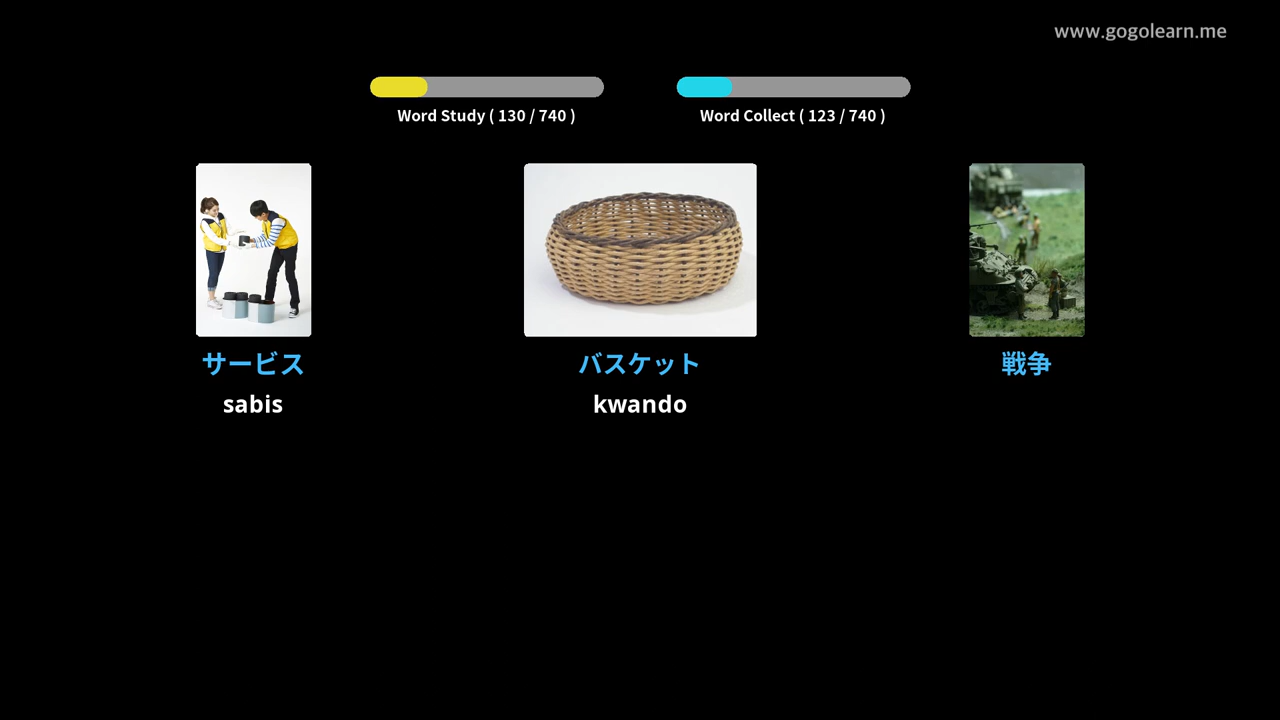 www.gogolearn.me
Word Study ( 130 / 740 )
Word Collect ( 123 / 740 )
サービス
バスケット
戦争
sabis
kwando